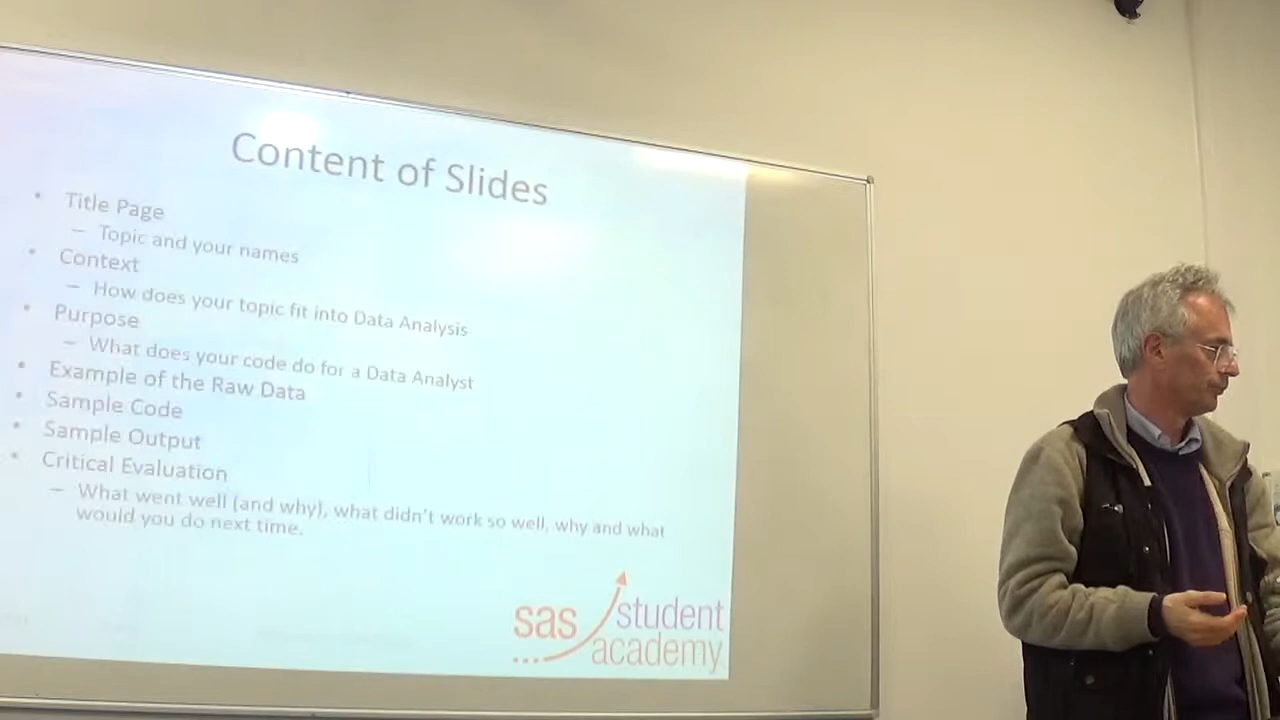 Content of Slides
• Title Page
– Topic and your names
• Context
– How does your topic fit into Data Analysis
• Purpose
– What does your code do for a Data Analyst
• Example of the Raw Data
• Sample Code
• Sample Output
• Critical Evaluation
– What went well (and why), what didn't work so well, why and what
would you do next time.
sas student
academy